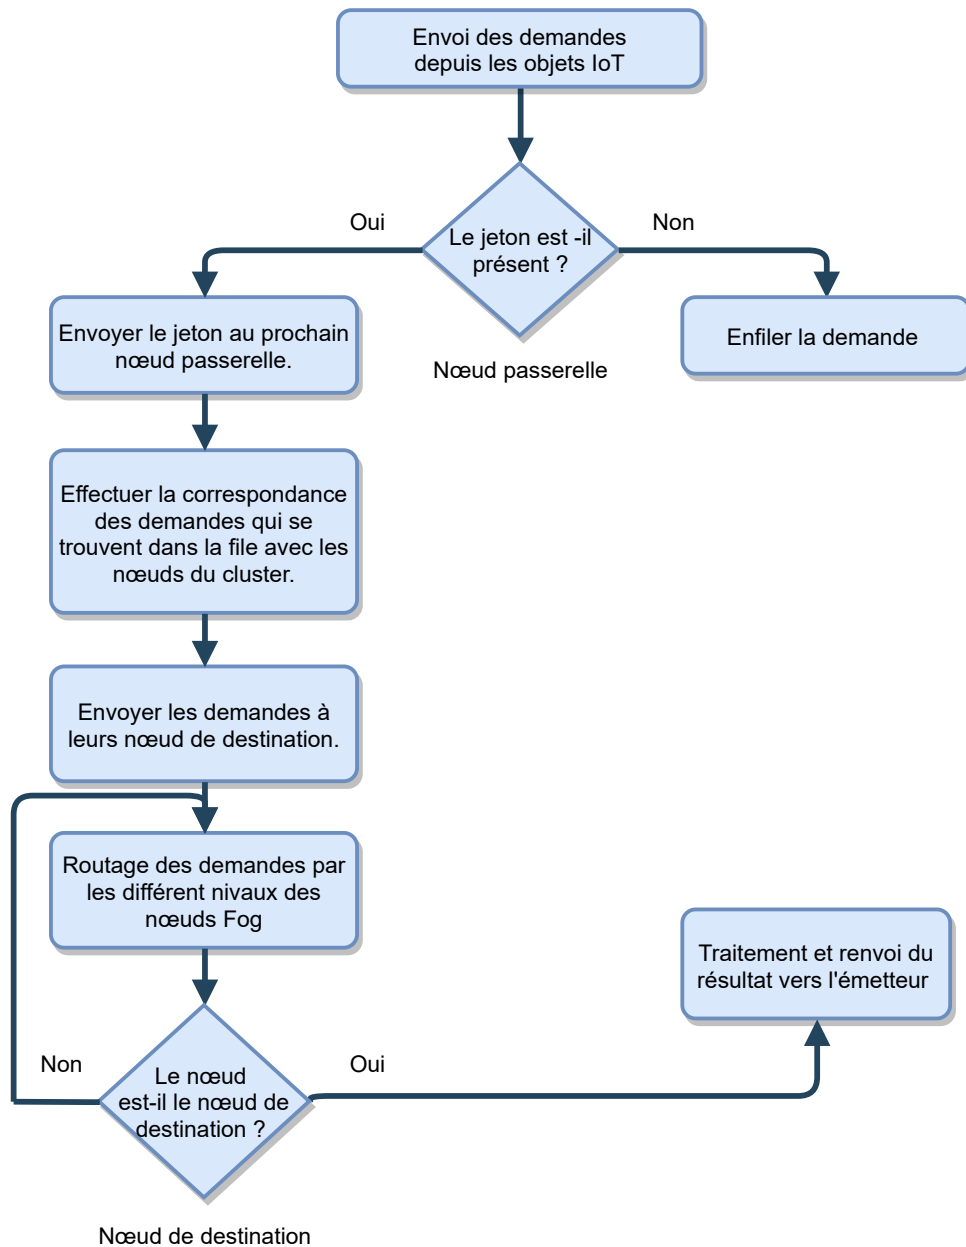 Envoi des demandes
depuis les objets IoT
Oui
Non
Le jeton est -il
présent ?
Nœud passerelle
Envoyer le jeton au prochain
nœud passerelle.
Enfiler la demande
Effectuer la correspondance
des demandes qui se
trouvent dans la file avec les
nœuds du cluster.
Envoyer les demandes à
leurs nœud de destination.
Routage des demandes par
les différent nivaux des
nœuds Fog
Traitement et renvoi du
résultat vers l'émetteur
Non
Oui
Le nœud
est-il le nœud de
destination ?
Nœud de destination